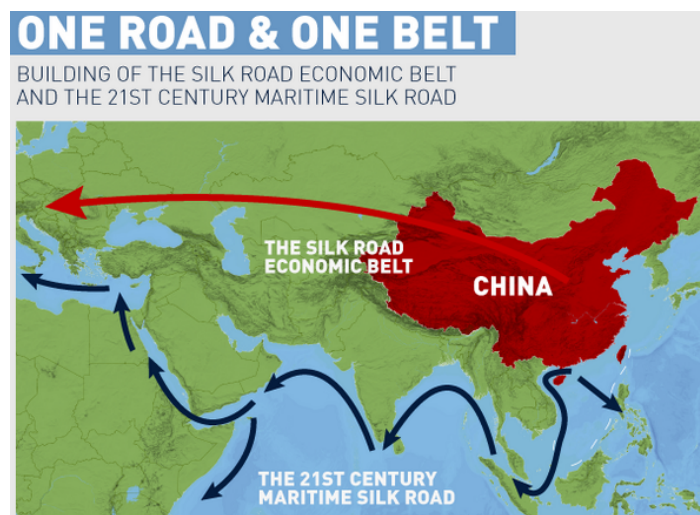 ONE ROAD & ONE BELT
BUILDING OF THE SILK ROAD ECONOMIC BELT
AND THE 21ST CENTURY MARITIME SILK ROAD
THE SILK ROAD
ECONOMIC BELT
CHINA
THE 21ST CENTURY
MARITIME SILK ROAD